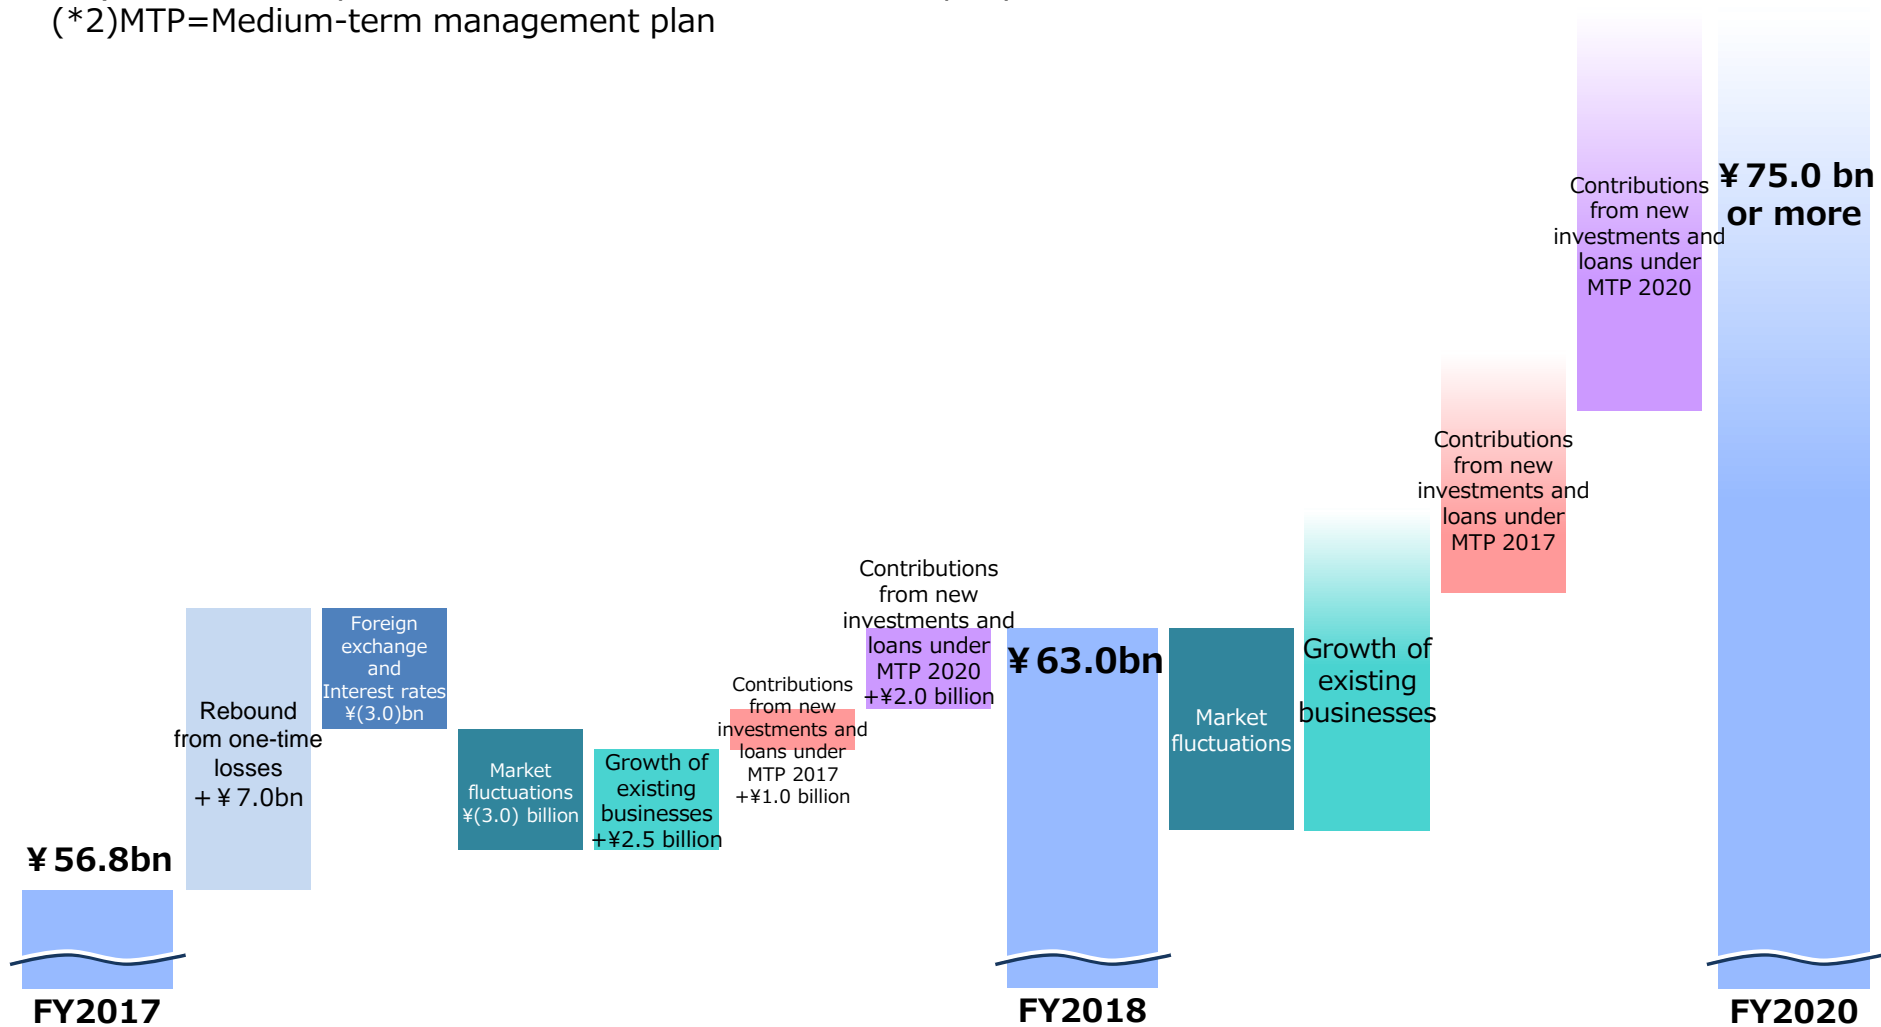 (*2)MTP=Medium-term management plan
¥56.8bn
FY2017
Rebound
from one-time
losses
+¥7.0bn
Foreign
exchange
and
Interest rates
¥(3.0)bn
Market
fluctuations
¥(3.0) billion
Growth of
existing
businesses
+¥2.5 billion
Contributions
from new
investments and
loans under
MTP 2017
+¥1.0 billion
Contributions
from new
investments and
loans under
MTP 2020
+¥2.0 billion
¥63.0bn
FY2018
Market
fluctuations
Growth of
existing
businesses
Contributions
from new
investments and
loans under
MTP 2017
Contributions
from new
investments and
loans under
MTP 2020
¥75.0 bn
or more
FY2020